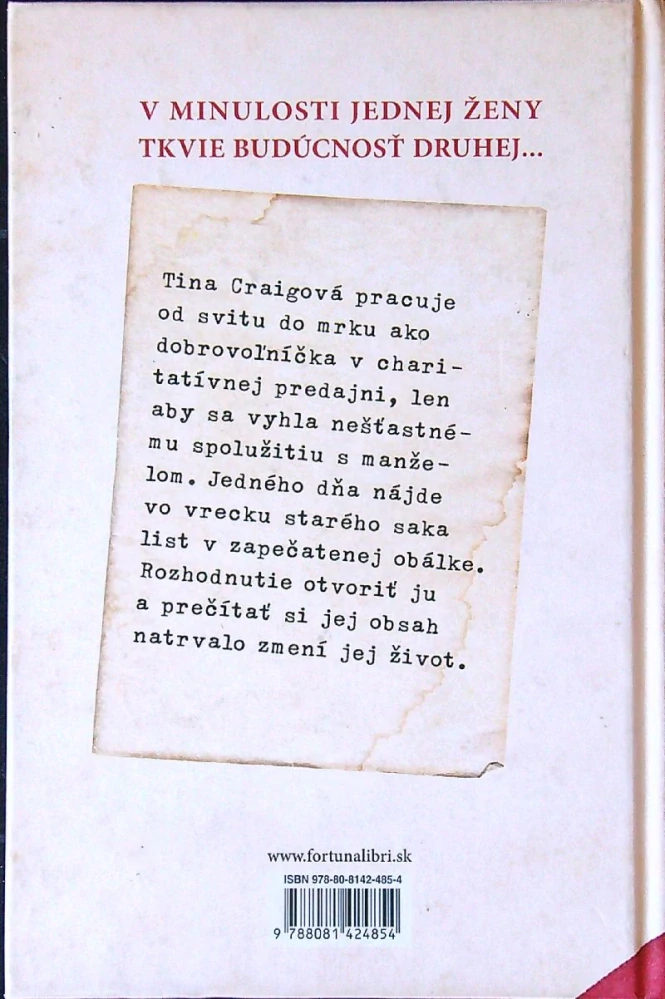 V MINULOSTI JEDNEJ ŽENY
TKVIE BUDÚCNOSŤ DRUHEJ...
Tina Craigová pracuje
od svitu do mrku ako
dobrovoľníčka v chari-
tatívnej predajni, len
aby sa vyhla nešťastné-
mu spolužitiu s manže-
lom. Jedného dňa nájde
vo vrecku starého saka
list v zapečatenej obálke.
Rozhodnutie otvoriť ju
a prečítať si jej obsah
natrvalo zmení jej život.
www.fortunalibri.sk
ISBN 978-80-8142-485-4
9 788081 424854